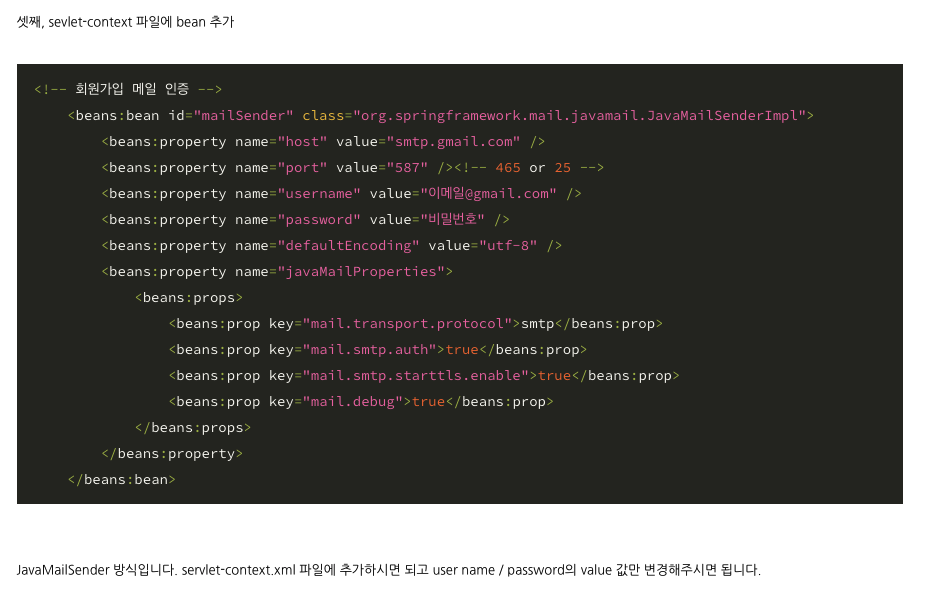 셋째, sevlet-context 파일에 bean 추가
<!-- 회원가입 메일 인증 -->
<beans:bean id="mailSender" class="org.springframework.mail.javamail.JavaMailSenderImpl">
<beans:property name="host" value="smtp.gmail.com" />
<beans:property name="port" value="587" /><!-- 465 or 25 -->
<beans:property name="username" value="이메일@gmail.com" />
<beans:property name="password" value="비밀번호" />
<beans:property name="defaultEncoding" value="utf-8" />
<beans:property name="javaMailProperties">
<beans:props>
<beans:prop key="mail.transport.protocol">smtp</beans:prop>
<beans:prop key="mail.smtp.auth">true</beans:prop>
<beans:prop key="mail.smtp.starttls.enable">true</beans:prop>
<beans:prop key="mail.debug">true</beans:prop>
</beans:props>
</beans:property>
</beans:bean>
JavaMailSender 방식입니다. servlet-context.xml 파일에 추가하시면 되고 user name / password의 value 값만 변경해주시면 됩니다.